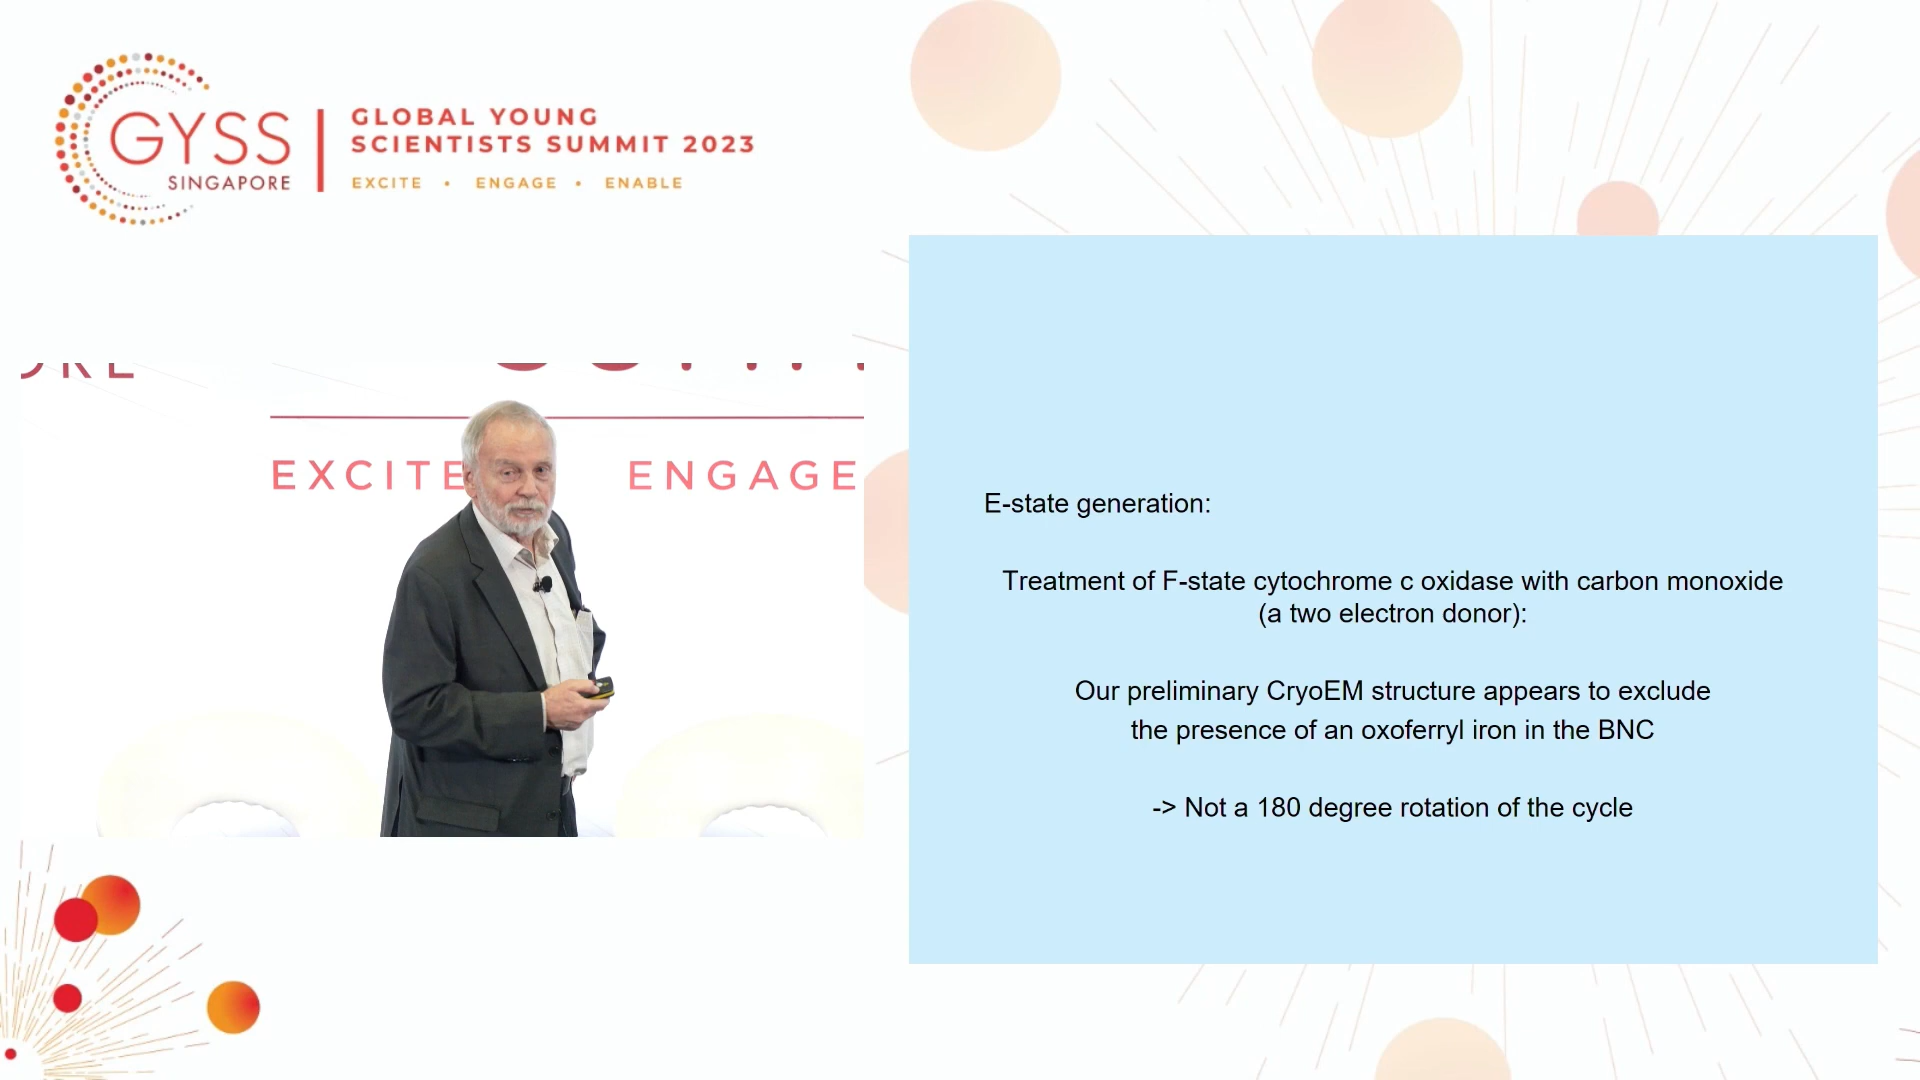 GYSS
SINGAPORE
GLOBAL YOUNG
SCIENTISTS SUMMIT 2023
EXCITE • ENGAGE • ENABLE
EXCITE ENGAGE
E-state generation:
Treatment of F-state cytochrome c oxidase with carbon monoxide
(a two electron donor):
Our preliminary CryoEM structure appears to exclude
the presence of an oxoferryl iron in the BNC
-> Not a 180 degree rotation of the cycle